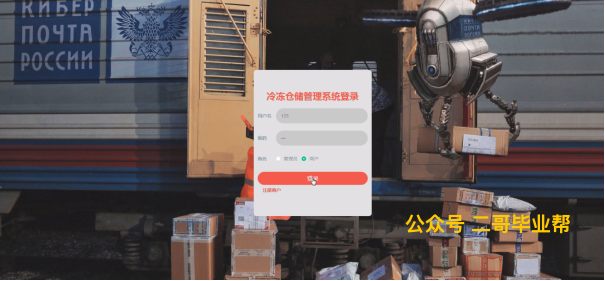 КИБЕР
ПОЧТА
РОССИИ
冷冻仓储管理系统登录
用户名
密码
角色
管理员
用户
登录
注册用户
公众号 二哥毕业帮